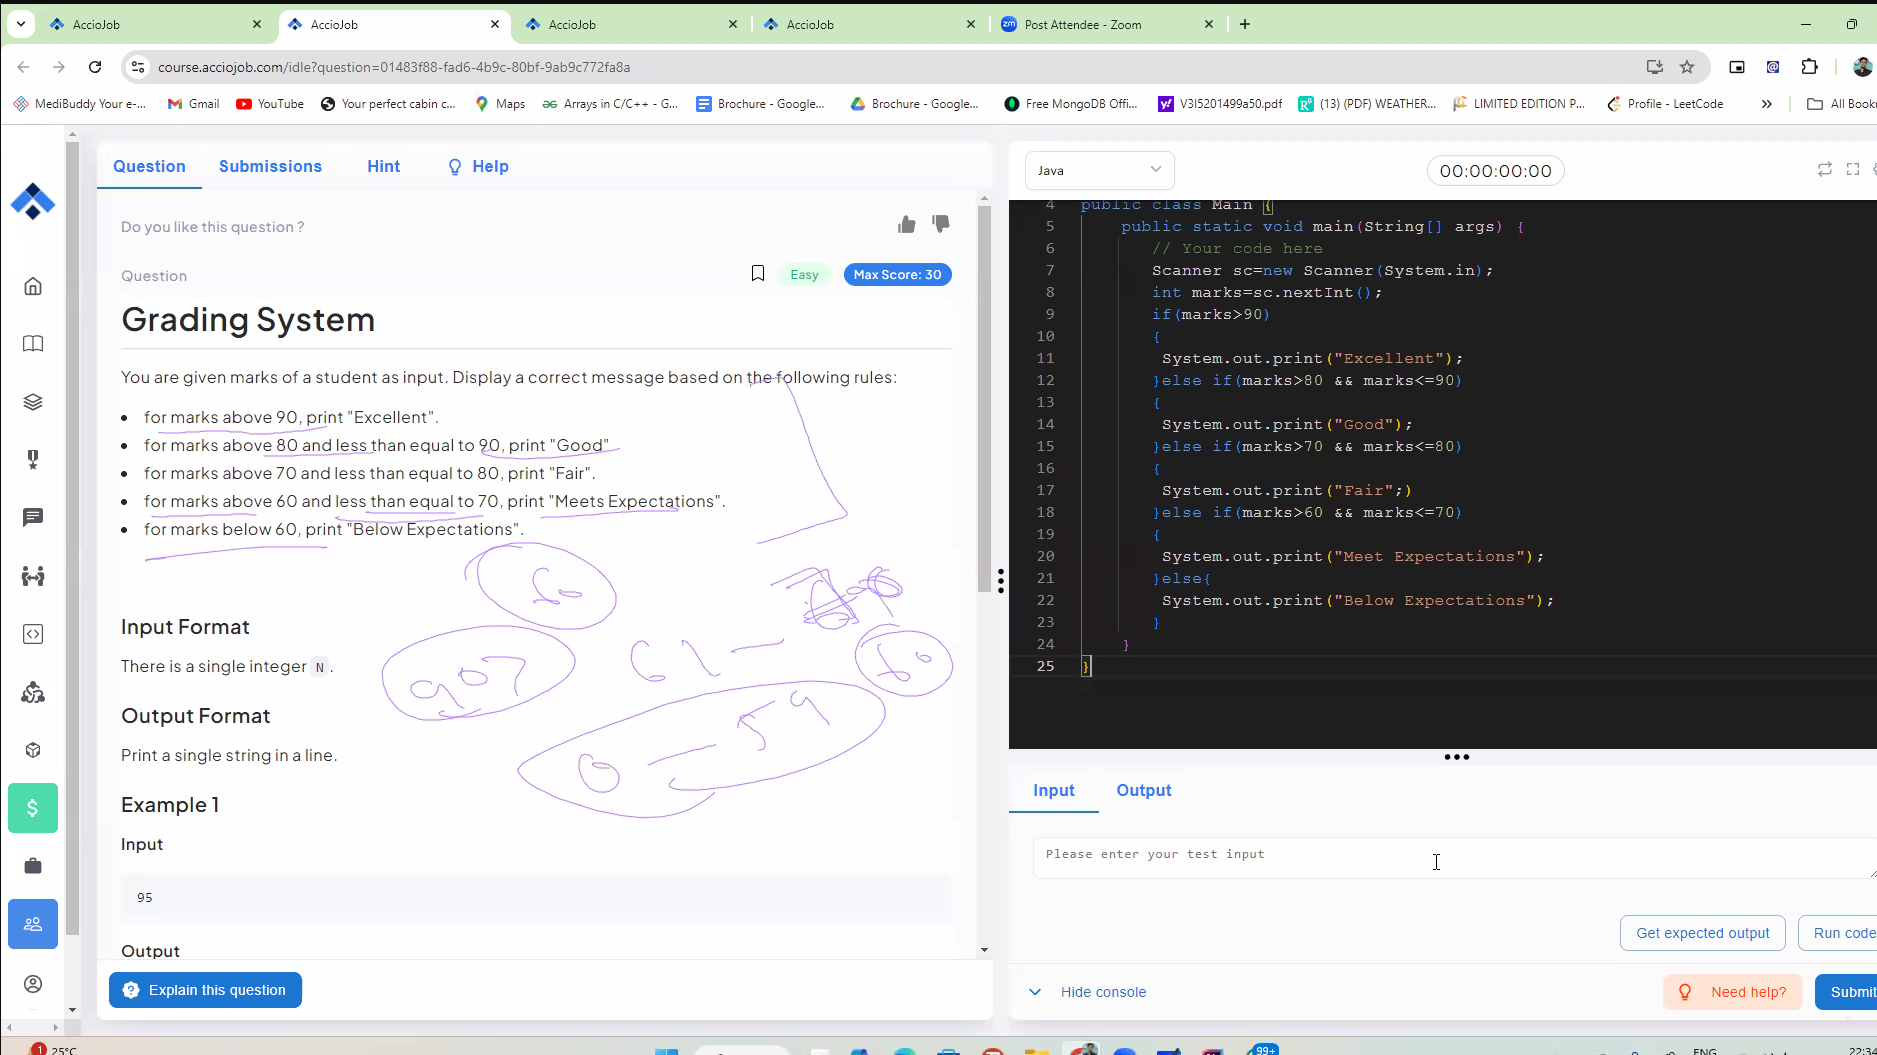 AccioJob
AccioJob
AccioJob
AccioJob
zm Post Attendee - Zoom
course.acciojob.com/idle?question=01483f88-fad6-4b9c-80bf-9ab9c772fa8a
MediBuddy Your e-...
Gmail
YouTube
Your perfect cabin c...
Maps
Arrays in C/C++ - G...
Brochure - Google...
Brochure - Google...
Free MongoDB Offi...
V3I5201499a50.pdf
(13) (PDF) WEATHER...
LIMITED EDITION P...
Profile - LeetCode
All Book
Question
Submissions
Hint
Help
Do you like this question ?
Question
Easy
Max Score: 30
Grading System
You are given marks of a student as input. Display a correct message based on the following rules:
for marks above 90, print "Excellent".
for marks above 80 and less than equal to 90, print "Good"
for marks above 70 and less than equal to 80, print "Fair".
for marks above 60 and less than equal to 70, print "Meets Expectations".
for marks below 60, print "Below Expectations".
61 -
0 - 59
Input Format
There is a single integer N .
Output Format
Print a single string in a line.
Example 1
Input
95
Output
Explain this question
Java
00:00:00:00
4 public class Main {
5 public static void main(String[] args) {
6 // Your code here
7 Scanner sc=new Scanner(System.in);
8 int marks=sc.nextInt();
9 if(marks>90)
10 {
11 System.out.print("Excellent");
12 }else if(marks>80 && marks<=90)
13 {
14 System.out.print("Good");
15 }else if(marks>70 && marks<=80)
16 {
17 System.out.print("Fair";)
18 }else if(marks>60 && marks<=70)
19 {
20 System.out.print("Meet Expectations");
21 }else{
22 System.out.print("Below Expectations");
23 }
24 }
25 }
Input
Output
Please enter your test input
Get expected output
Run code
Hide console
Need help?
Submit
1
25°C
99+
ENG
22:34